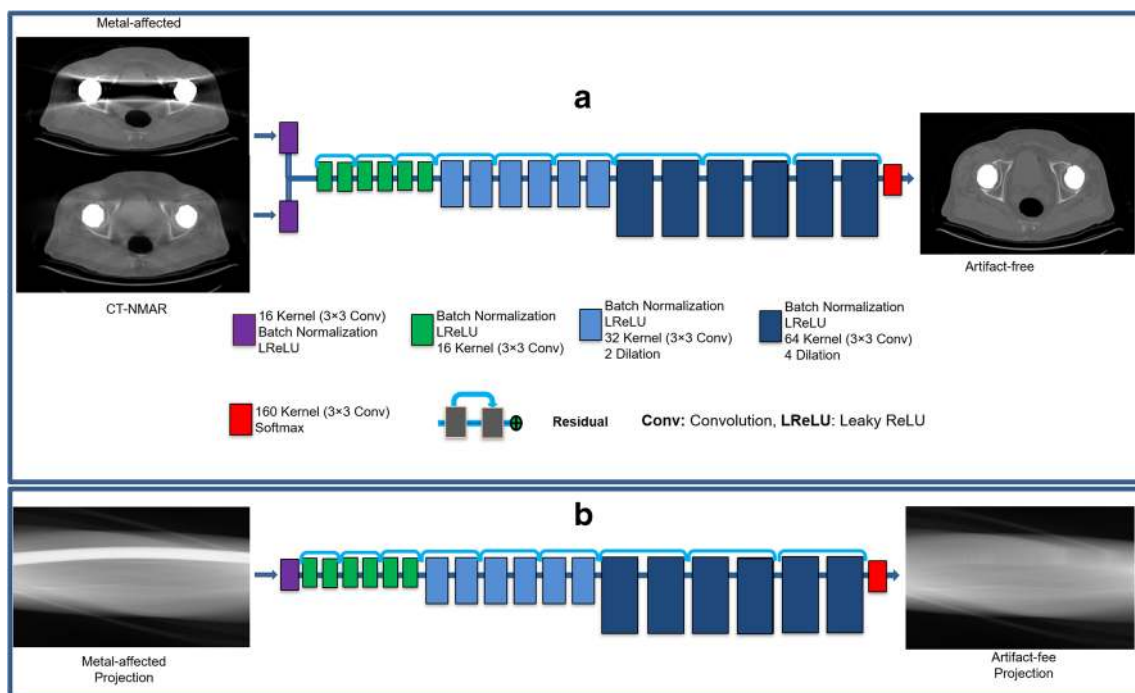 Metal-affected
a
Artifact-free
CT-NMAR
16 Kernel (3×3 Conv)
Batch Normalization
LReLU
Batch Normalization
LReLU
16 Kernel (3×3 Conv)
Batch Normalization
LReLU
32 Kernel (3×3 Conv)
2 Dilation
Batch Normalization
LReLU
64 Kernel (3×3 Conv)
4 Dilation
160 Kernel (3×3 Conv)
Softmax
Residual
Conv: Convolution, LReLU: Leaky ReLU
b
Metal-affected
Projection
Artifact-fee
Projection